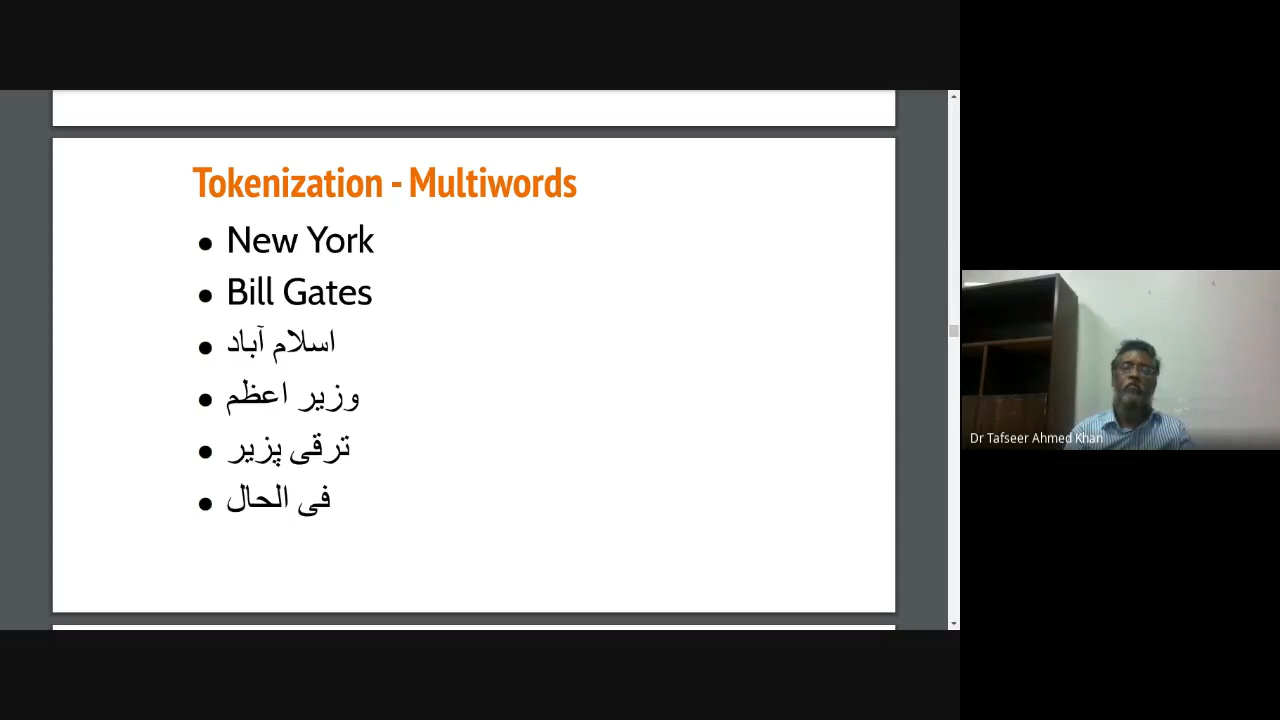 Tokenization - Multiwords
● New York
● Bill Gates
● اسلام آباد
● وزیر اعظم
● ترقی پزیر
● فی الحال
Dr Tafseer Ahmed Khan